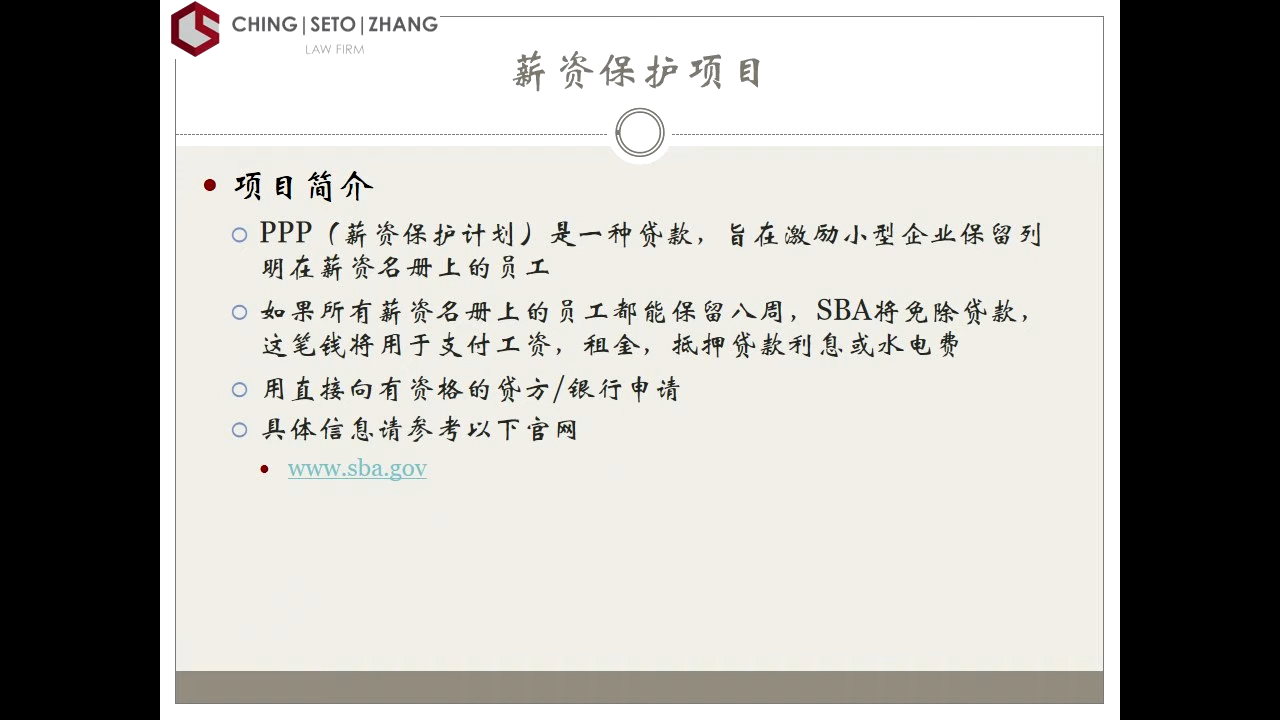 CHING|SETO|ZHANG
LAW FIRM
薪资保护项目
项目简介
PPP（薪资保护计划）是一种贷款，旨在激励小型企业保留列
明在薪资名册上的员工
如果所有薪资名册上的员工都能保留八周，SBA将免除贷款，
这笔钱将用于支付工资，租金，抵押贷款利息或水电费
用直接向有资格的贷方/银行申请
具体信息请参考以下官网
www.sba.gov